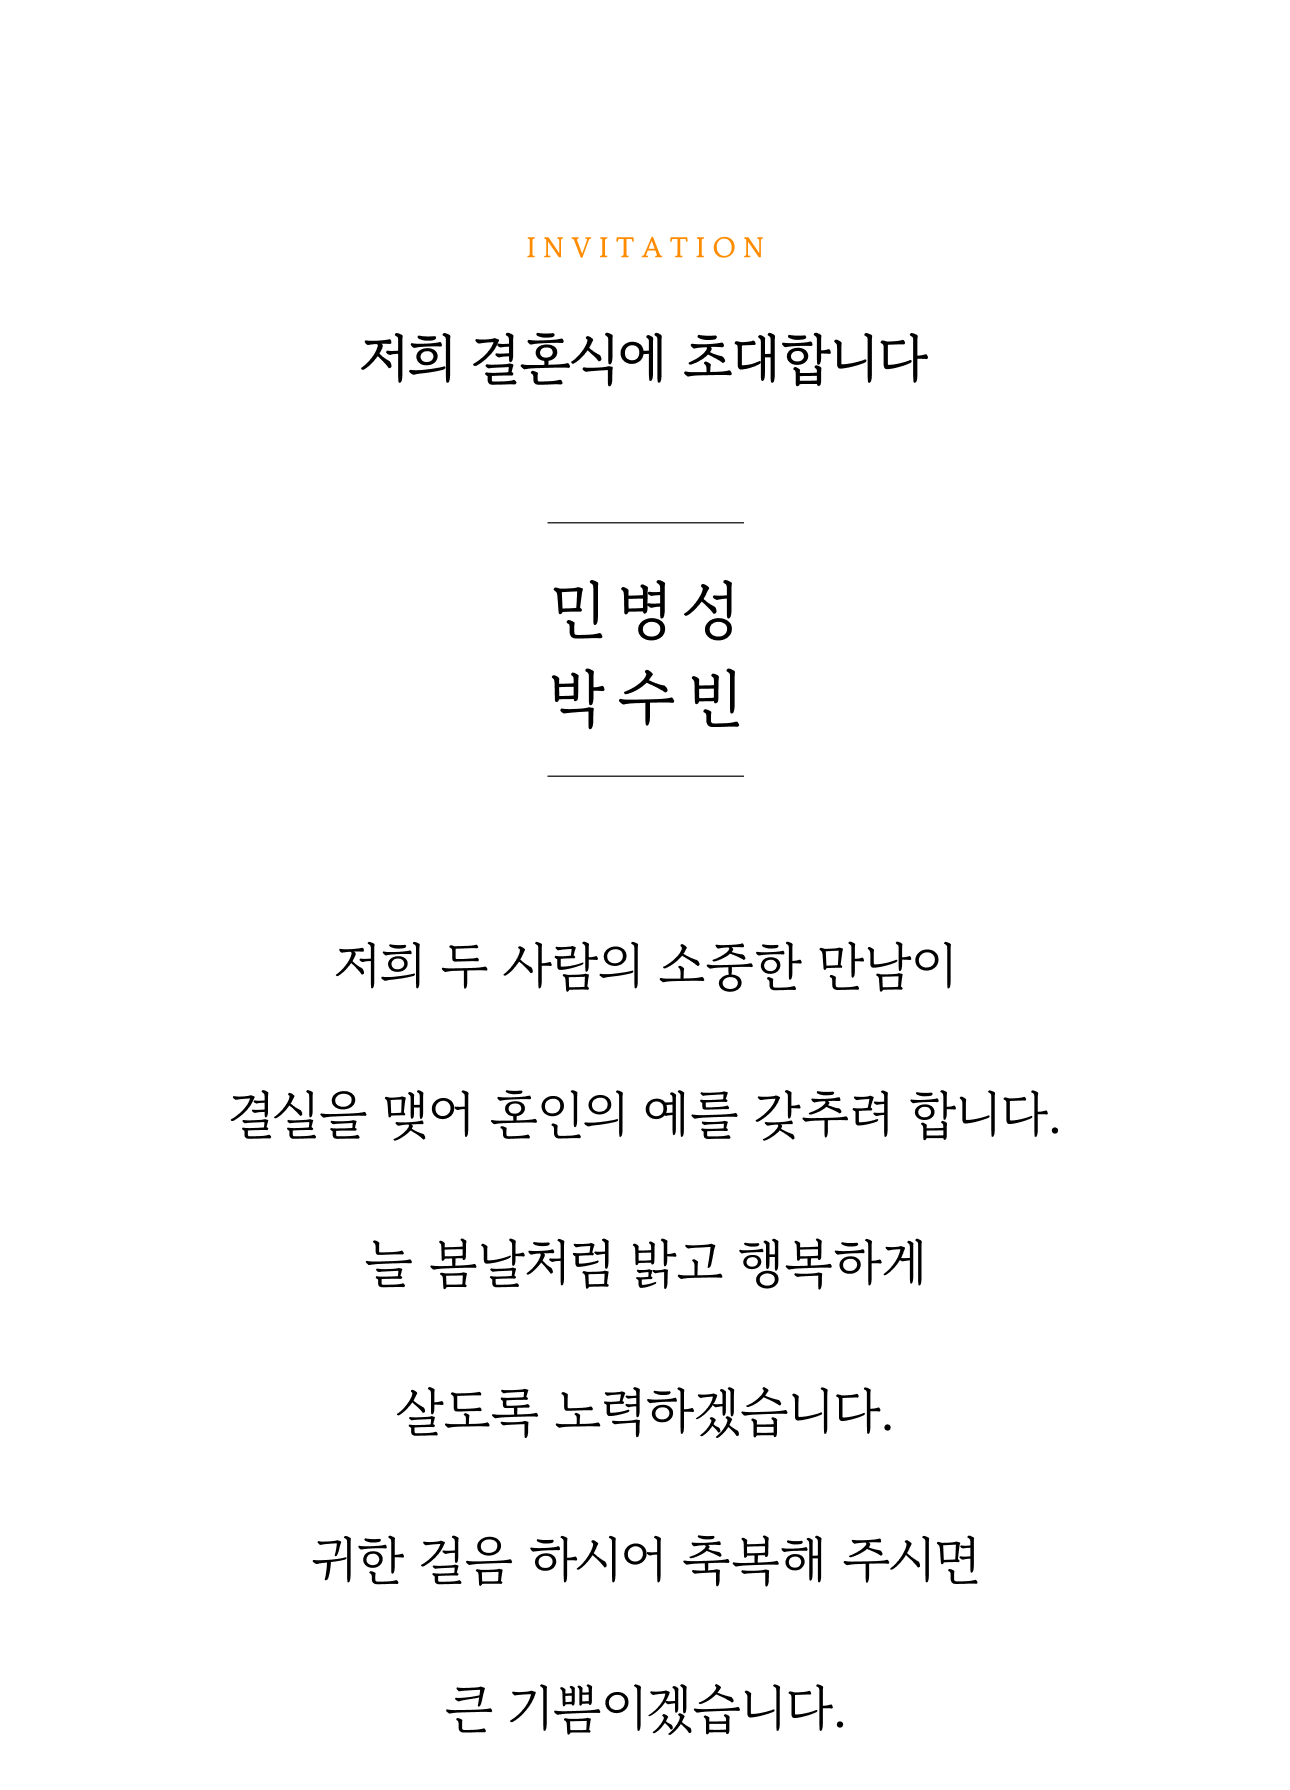 INVITATION
저희 결혼식에 초대합니다
민병성
박수빈
저희 두 사람의 소중한 만남이
결실을 맺어 혼인의 예를 갖추려 합니다.
늘 봄날처럼 밝고 행복하게
살도록 노력하겠습니다.
귀한 걸음 하시어 축복해 주시면
큰 기쁨이겠습니다.